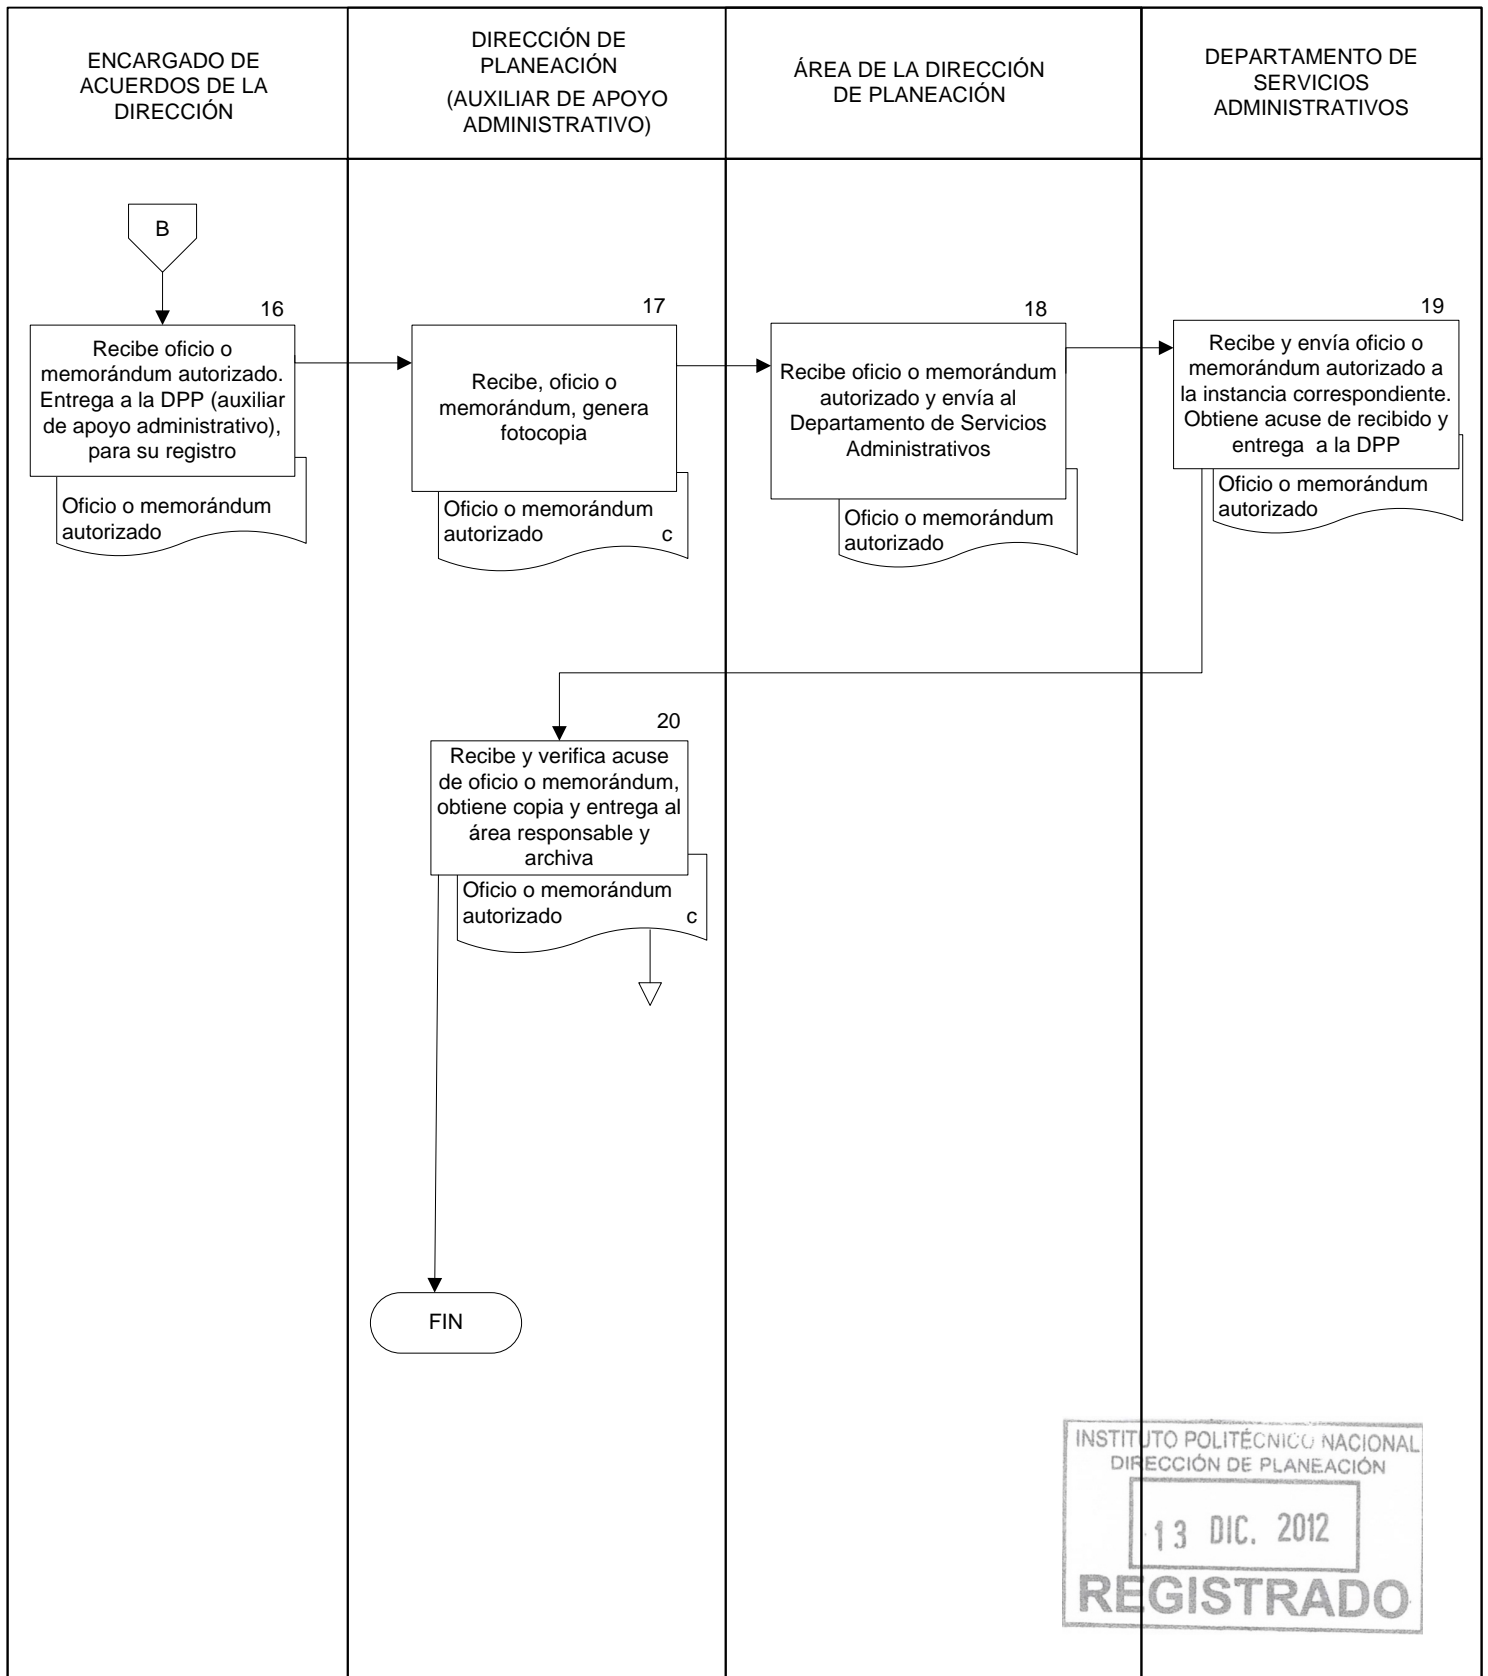 ENCARGADO DE
ACUERDOS DE LA
DIRECCIÓN
DIRECCIÓN DE
PLANEACIÓN
(AUXILIAR DE APOYO
ADMINISTRATIVO)
ÁREA DE LA DIRECCIÓN
DE PLANEACIÓN
DEPARTAMENTO DE
SERVICIOS
ADMINISTRATIVOS
B
16
Recibe oficio o
memorándum autorizado.
Entrega a la DPP (auxiliar
de apoyo administrativo),
para su registro
Oficio o memorándum
autorizado
17
Recibe, oficio o
memorándum, genera
fotocopia
Oficio o memorándum
autorizado c
18
Recibe oficio o memorándum
autorizado y envía al
Departamento de Servicios
Administrativos
Oficio o memorándum
autorizado
19
Recibe y envía oficio o
memorándum autorizado a
la instancia correspondiente.
Obtiene acuse de recibido y
entrega a la DPP
Oficio o memorándum
autorizado
20
Recibe y verifica acuse
de oficio o memorándum,
obtiene copia y entrega al
área responsable y
archiva
Oficio o memorándum
autorizado c
FIN
INSTITUTO POLITÉCNICO NACIONAL
DIRECCIÓN DE PLANEACIÓN
13 DIC. 2012
REGISTRADO